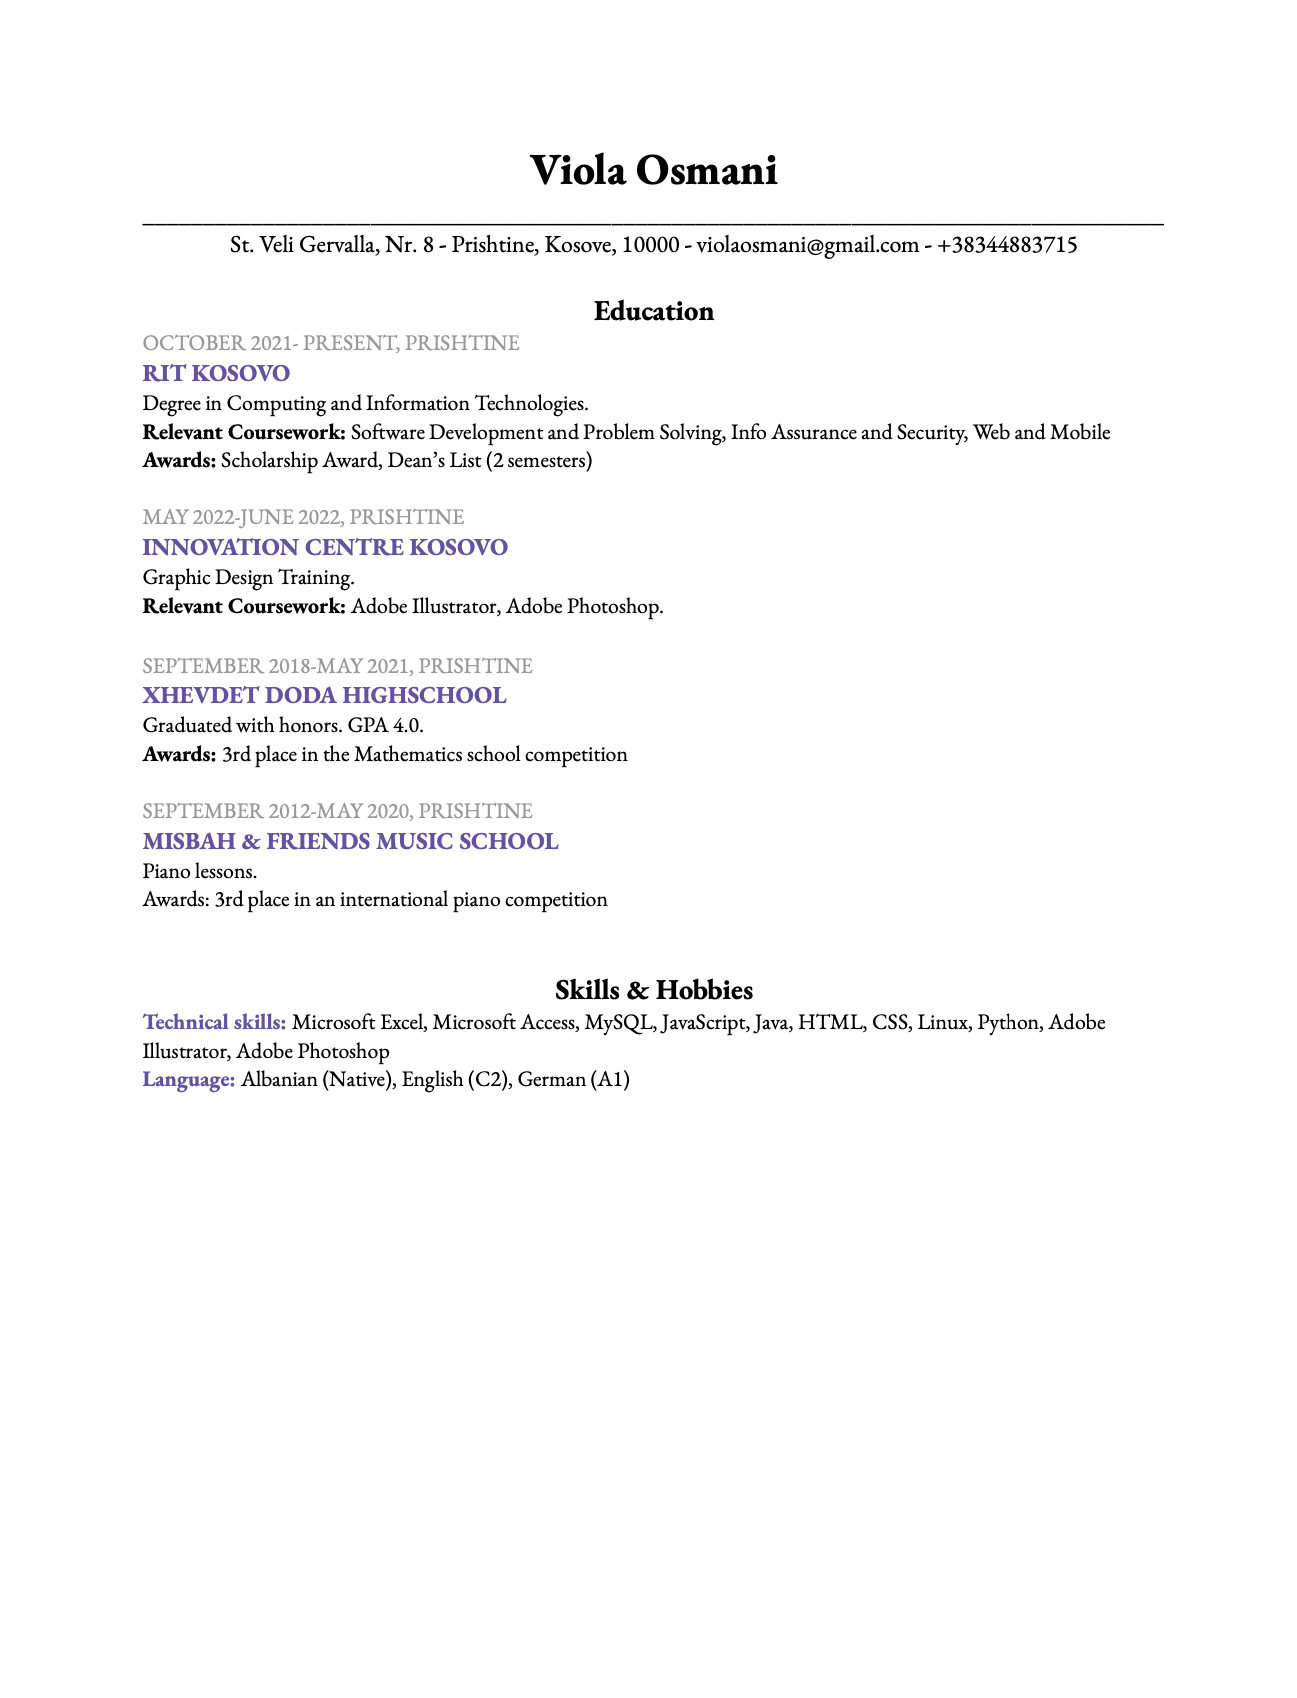 Viola Osmani
St. Veli Gervalla, Nr. 8 - Prishtine, Kosove, 10000 - violaosmani@gmail.com - +38344883715
Education
OCTOBER 2021- PRESENT, PRISHTINE
RIT KOSOVO
Degree in Computing and Information Technologies.
Relevant Coursework: Software Development and Problem Solving, Info Assurance and Security, Web and Mobile
Awards: Scholarship Award, Dean’s List (2 semesters)
MAY 2022-JUNE 2022, PRISHTINE
INNOVATION CENTRE KOSOVO
Graphic Design Training.
Relevant Coursework: Adobe Illustrator, Adobe Photoshop.
SEPTEMBER 2018-MAY 2021, PRISHTINE
XHEVDET DODA HIGHSCHOOL
Graduated with honors. GPA 4.0.
Awards: 3rd place in the Mathematics school competition
SEPTEMBER 2012-MAY 2020, PRISHTINE
MISBAH & FRIENDS MUSIC SCHOOL
Piano lessons.
Awards: 3rd place in an international piano competition
Skills & Hobbies
Technical skills: Microsoft Excel, Microsoft Access, MySQL, JavaScript, Java, HTML, CSS, Linux, Python, Adobe
Illustrator, Adobe Photoshop
Language: Albanian (Native), English (C2), German (A1)